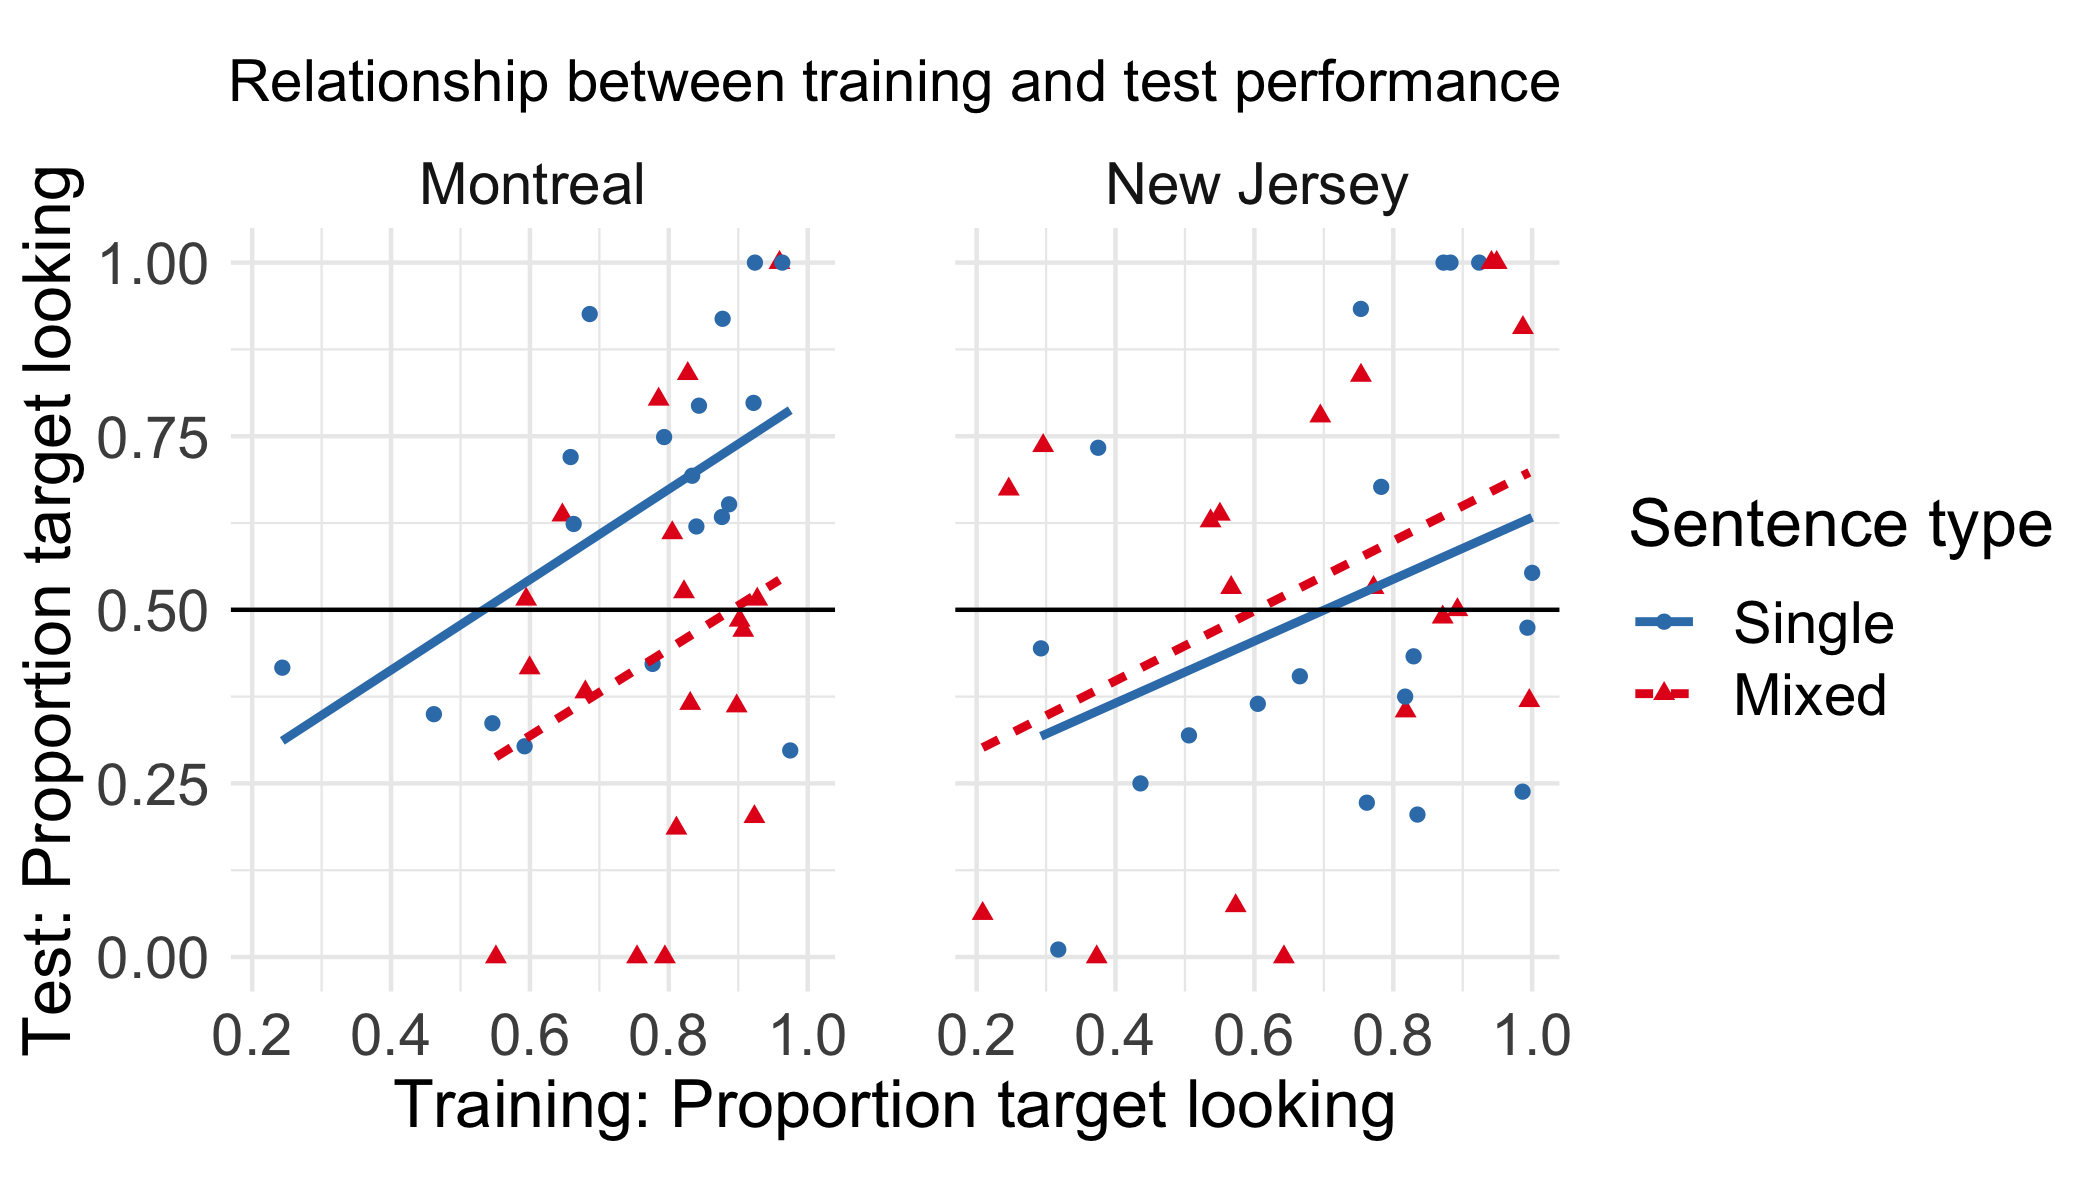 Relationship between training and test performance
Montreal
New Jersey
Test: Proportion target looking
1.00
0.75
0.50
0.25
0.00
0.2 0.4 0.6 0.8 1.0
0.2 0.4 0.6 0.8 1.0
Training: Proportion target looking
Sentence type
Single
Mixed